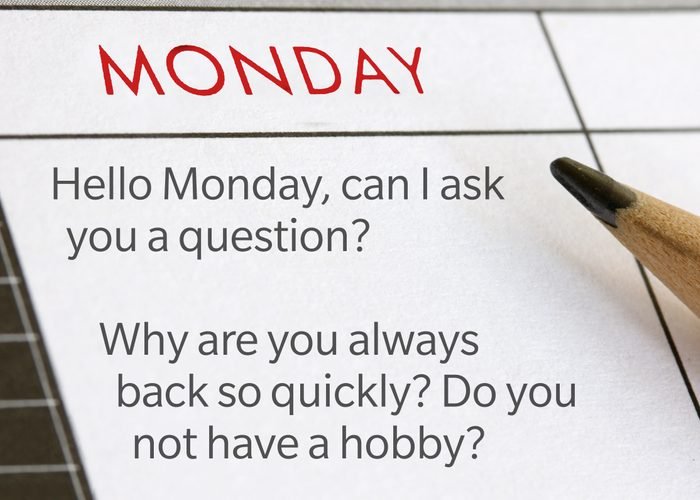 MONDAY
Hello Monday, can I ask
you a question?
Why are you always
back so quickly? Do you
not have a hobby?